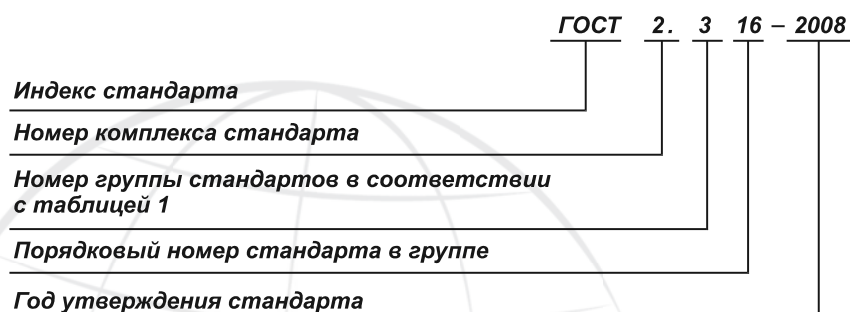 ГОСТ 2. 3 16 – 2008
Индекс стандарта
Номер комплекса стандарта
Номер группы стандартов в соответствии
с таблицей 1
Порядковый номер стандарта в группе
Год утверждения стандарта